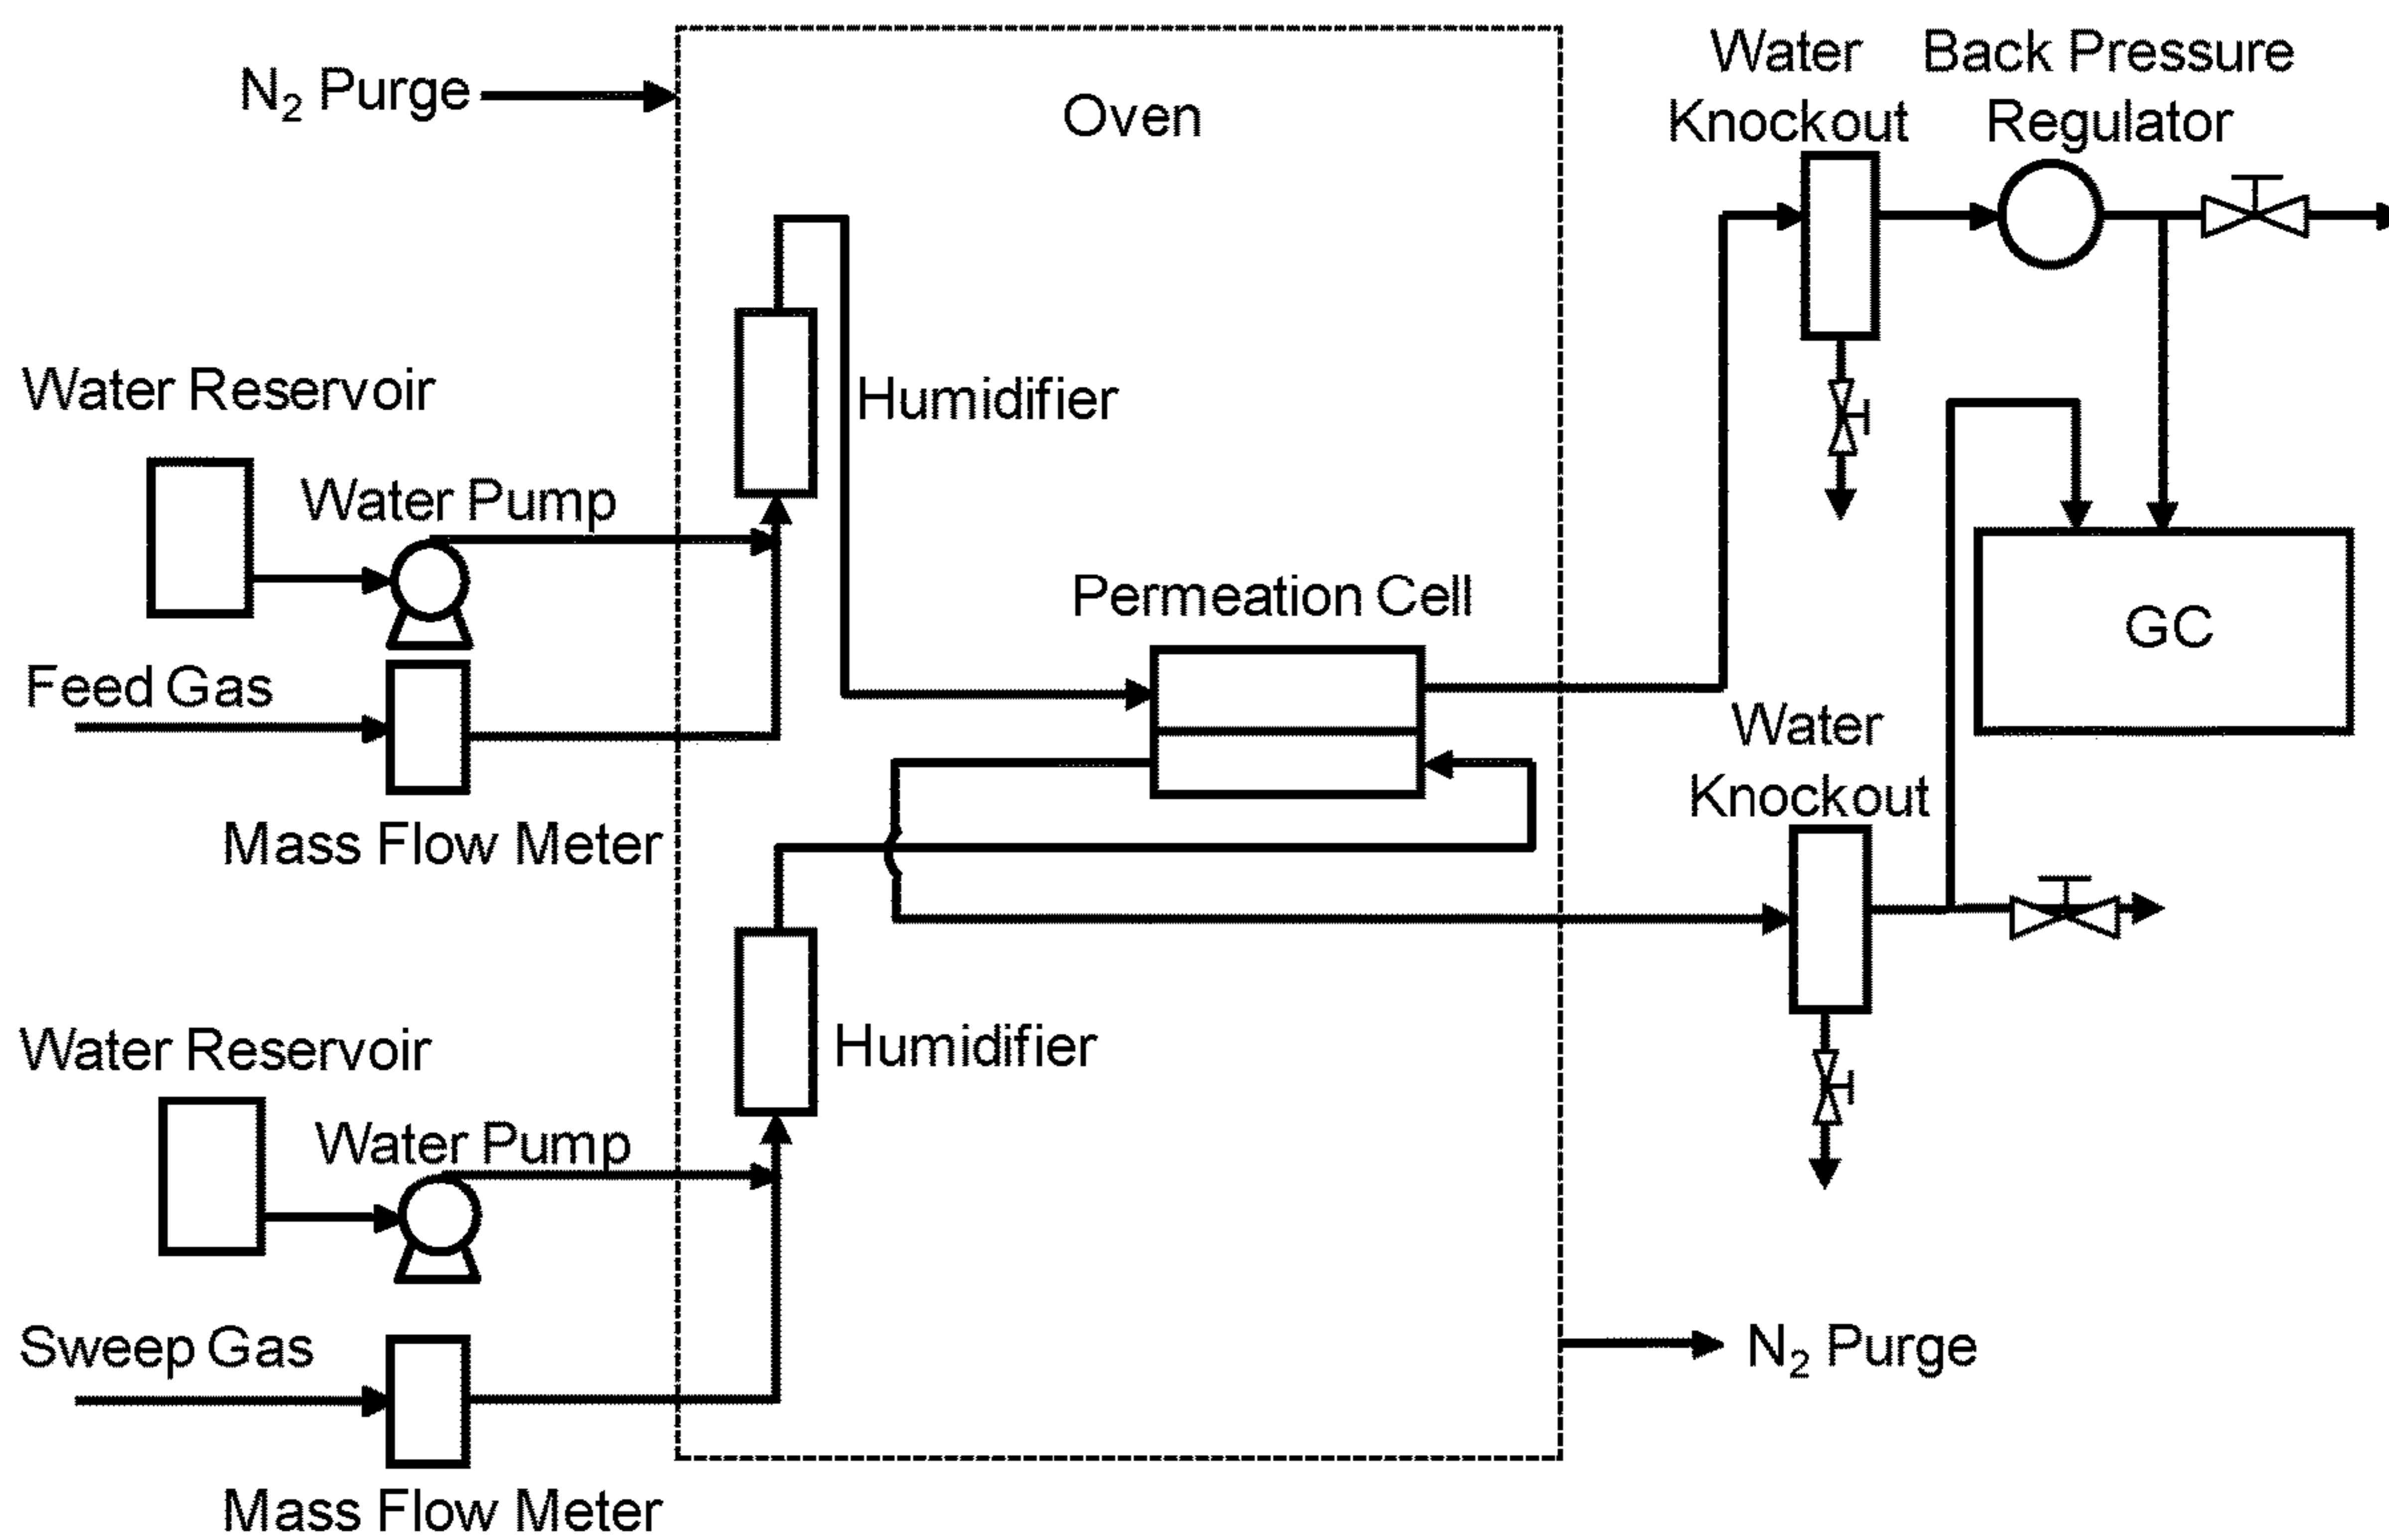 N₂ Purge
Oven
Water
Knockout
Back Pressure
Regulator
Water Reservoir
Humidifier
Water Pump
Permeation Cell
GC
Feed Gas
Water
Knockout
Mass Flow Meter
Water Reservoir
Humidifier
Water Pump
Sweep Gas
N₂ Purge
Mass Flow Meter